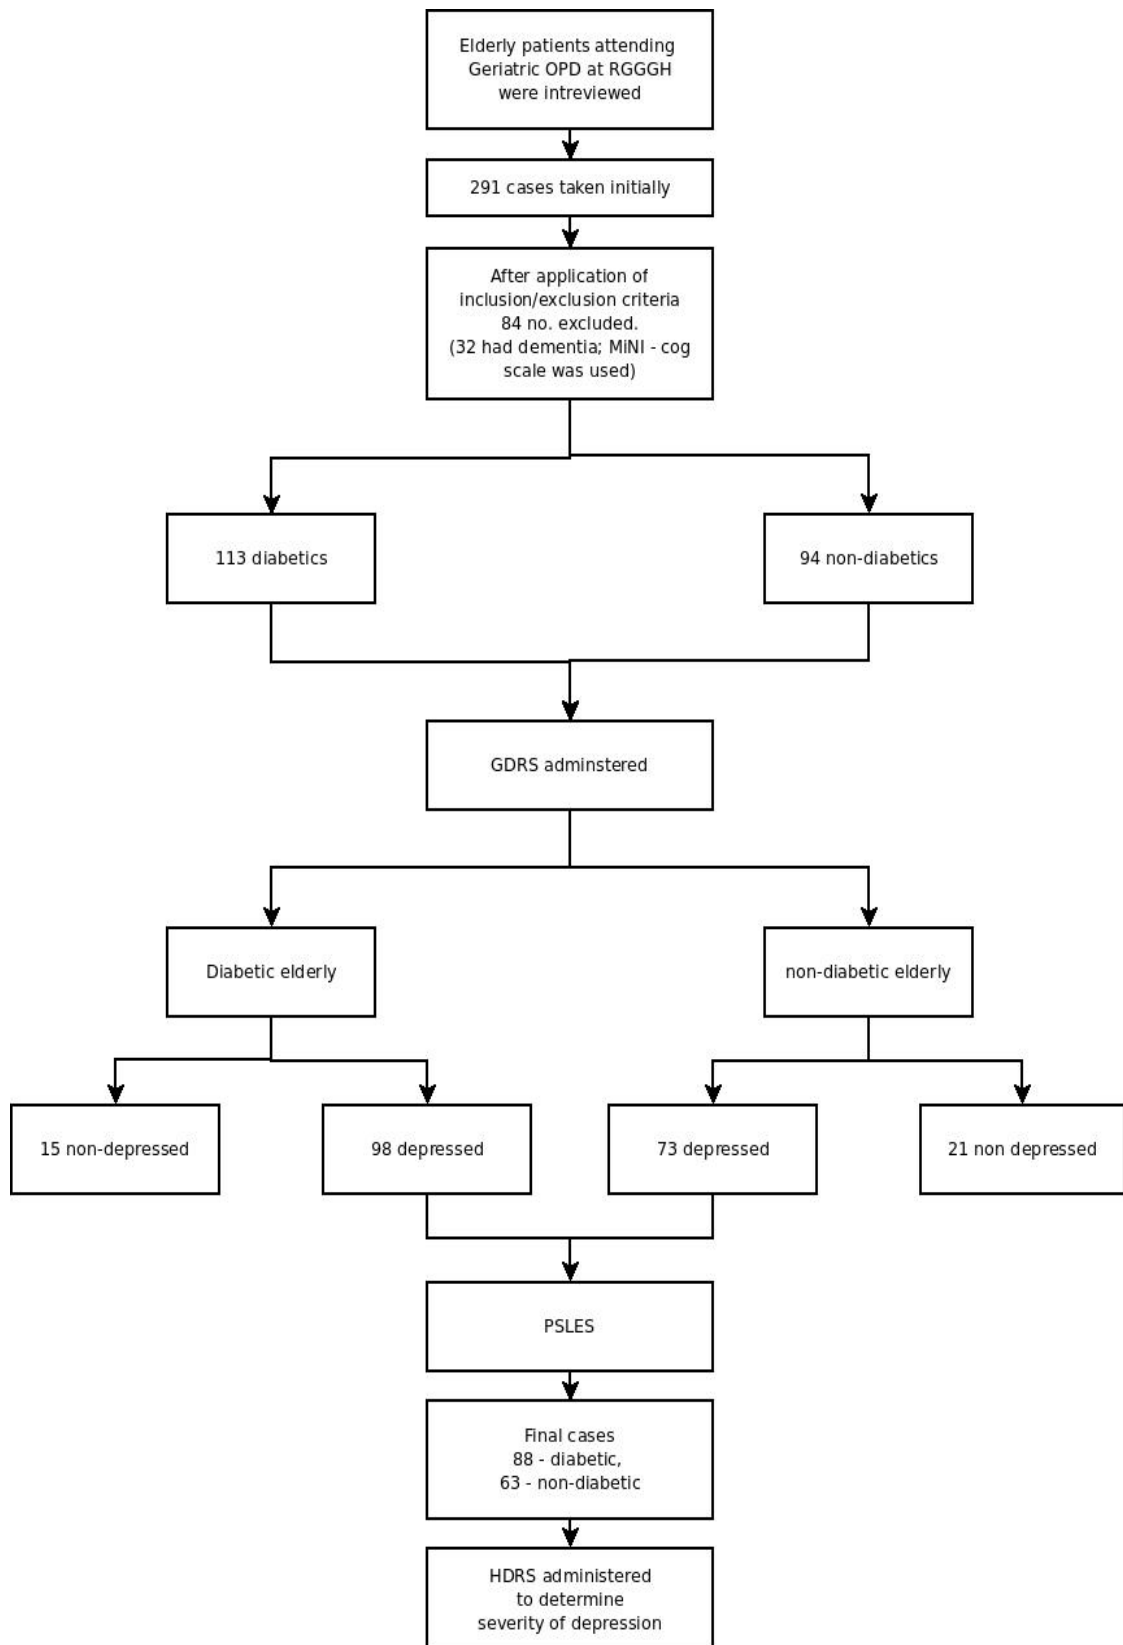 Elderly patients attending
Geriatric OPD at RGGGH
were intreviewed
291 cases taken initially
After application of
inclusion/exclusion criteria
84 no. excluded.
(32 had dementia; MiNI - cog
scale was used)
113 diabetics
94 non-diabetics
GDRS adminstered
Diabetic elderly
non-diabetic elderly
15 non-depressed
98 depressed
73 depressed
21 non depressed
PSLES
Final cases
88 - diabetic,
63 - non-diabetic
HDRS administered
to determine
severity of depression